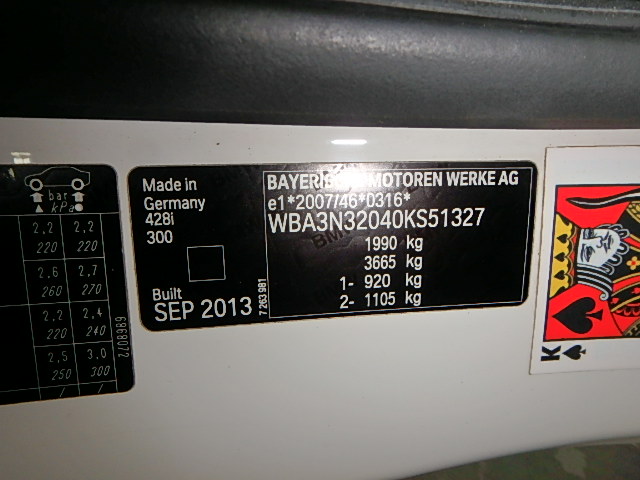 bar kPa
2,2 2,2
220 220
2,6 2,7
260 270
2,2 2,4
220 240
2,5 3,0
250 300
6868072
Made in
Germany
428i
300
Built
SEP 2013
7 263 981
MOTOREN WERKE AG
e1*2007/46*0316*
WBA3N32040KS51327
1990 kg
3665 kg
1- 920 kg
2- 1105 kg
K